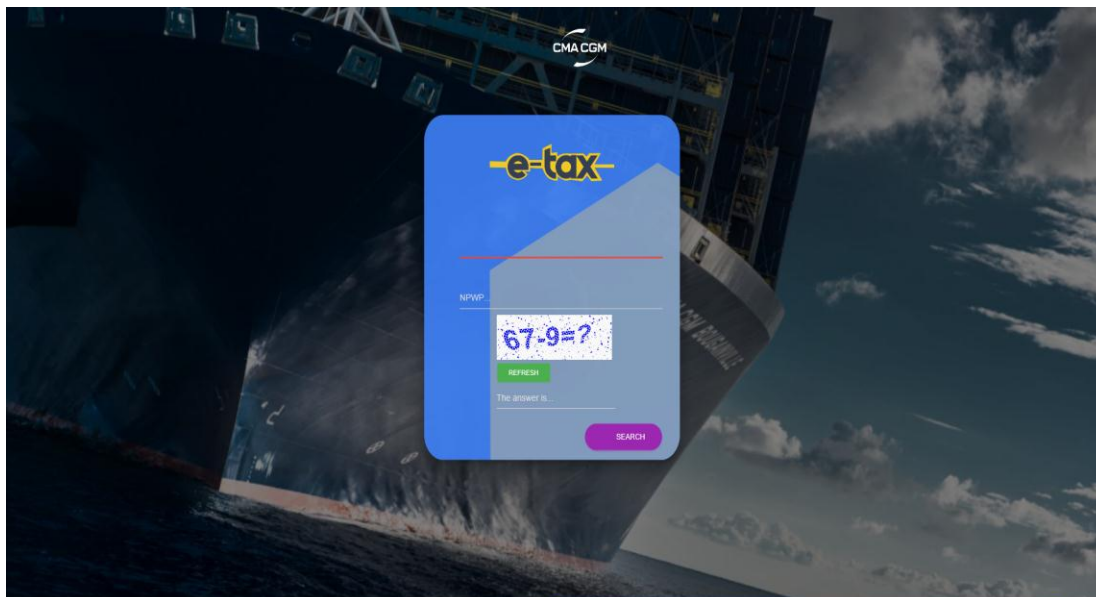 CMA CGM
e-tax
NPWP...
67-9=?
REFRESH
The answer is...
SEARCH